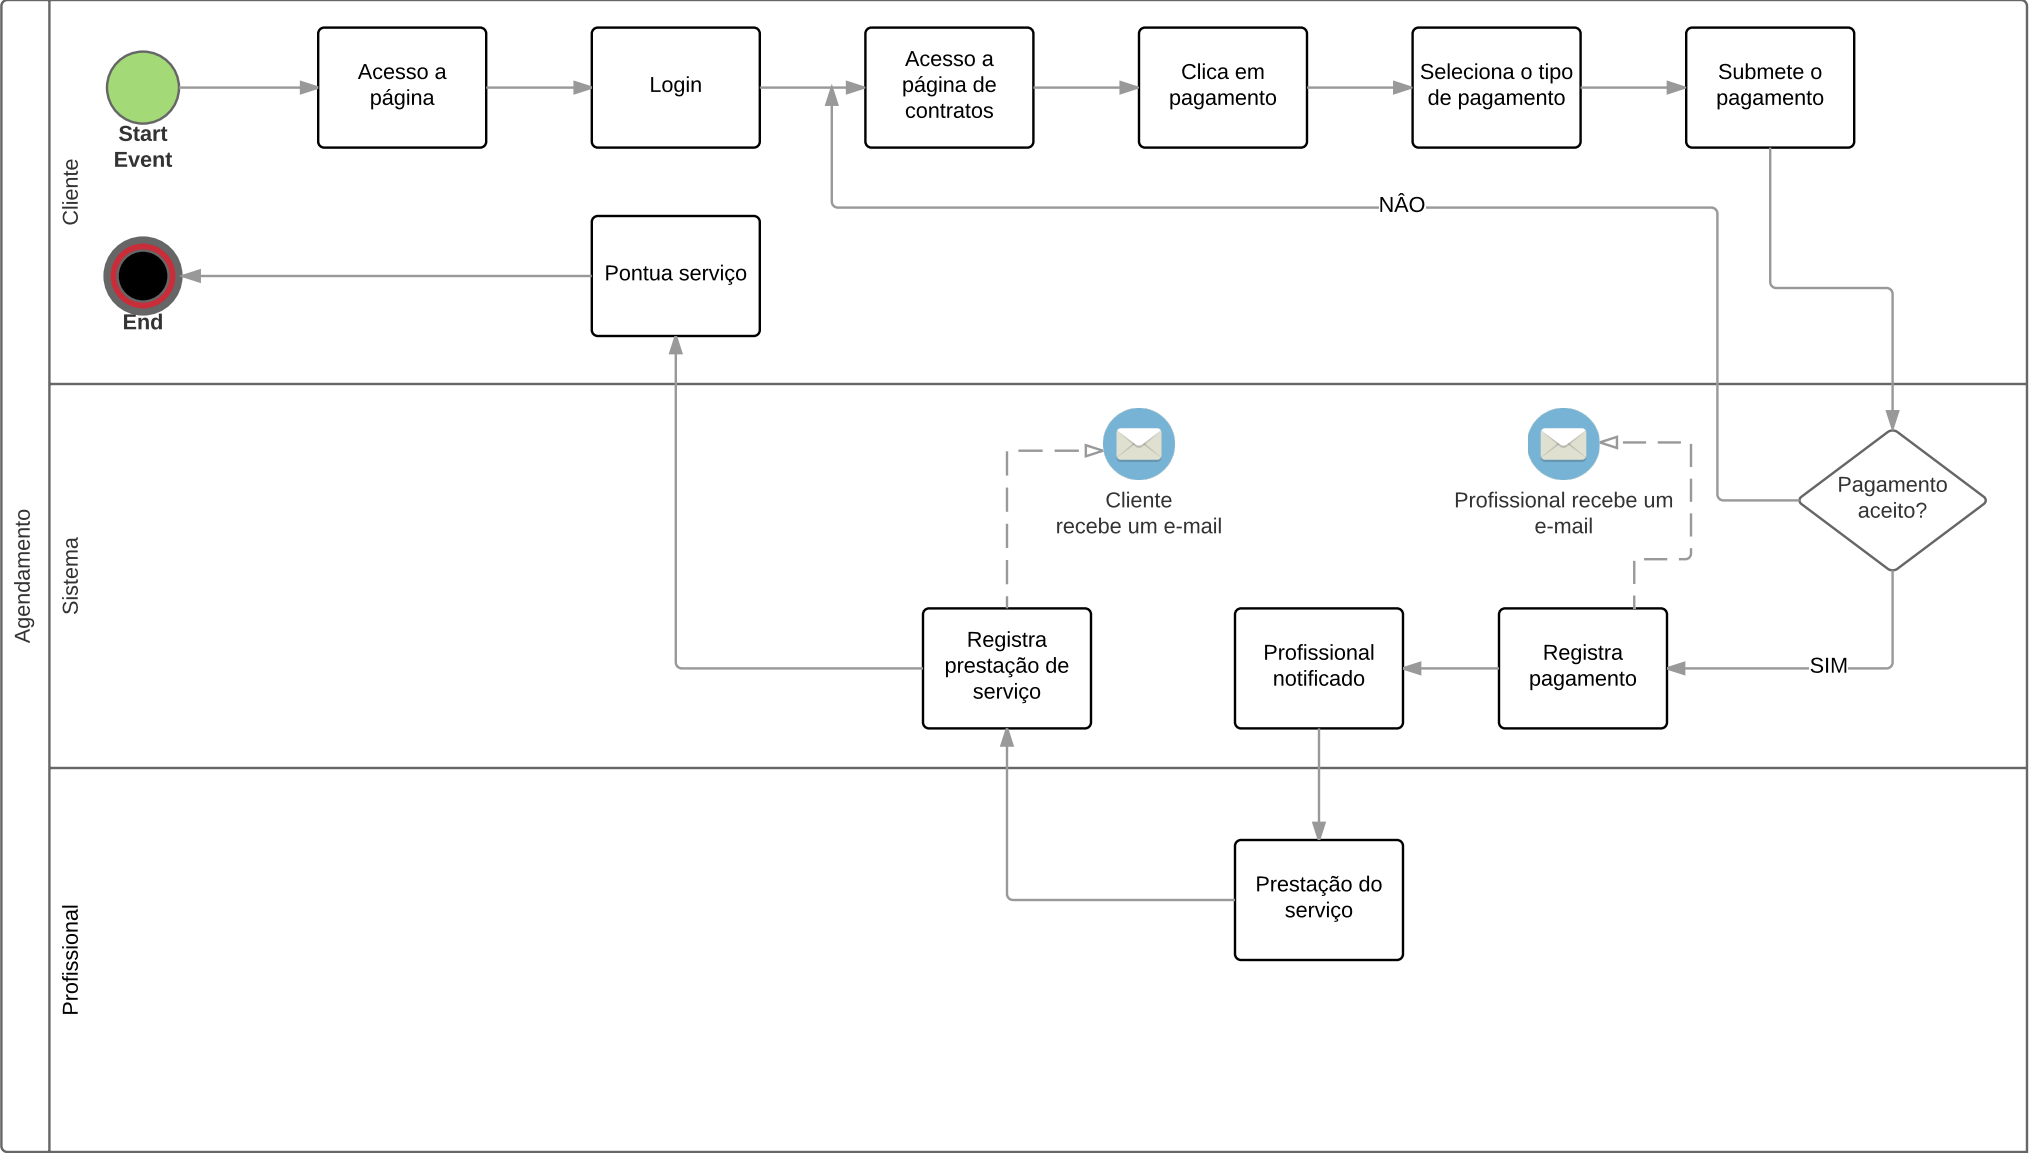 Agendamento
Cliente
Start
Event
Acesso a
página
Login
Acesso a
página de
contratos
Clica em
pagamento
Seleciona o tipo
de pagamento
Submete o
pagamento
NÂO
Pontua serviço
End
Sistema
Cliente
recebe um e-mail
Profissional recebe um
e-mail
Pagamento
aceito?
Registra
prestação de
serviço
Profissional
notificado
Registra
pagamento
SIM
Profissional
Prestação do
serviço